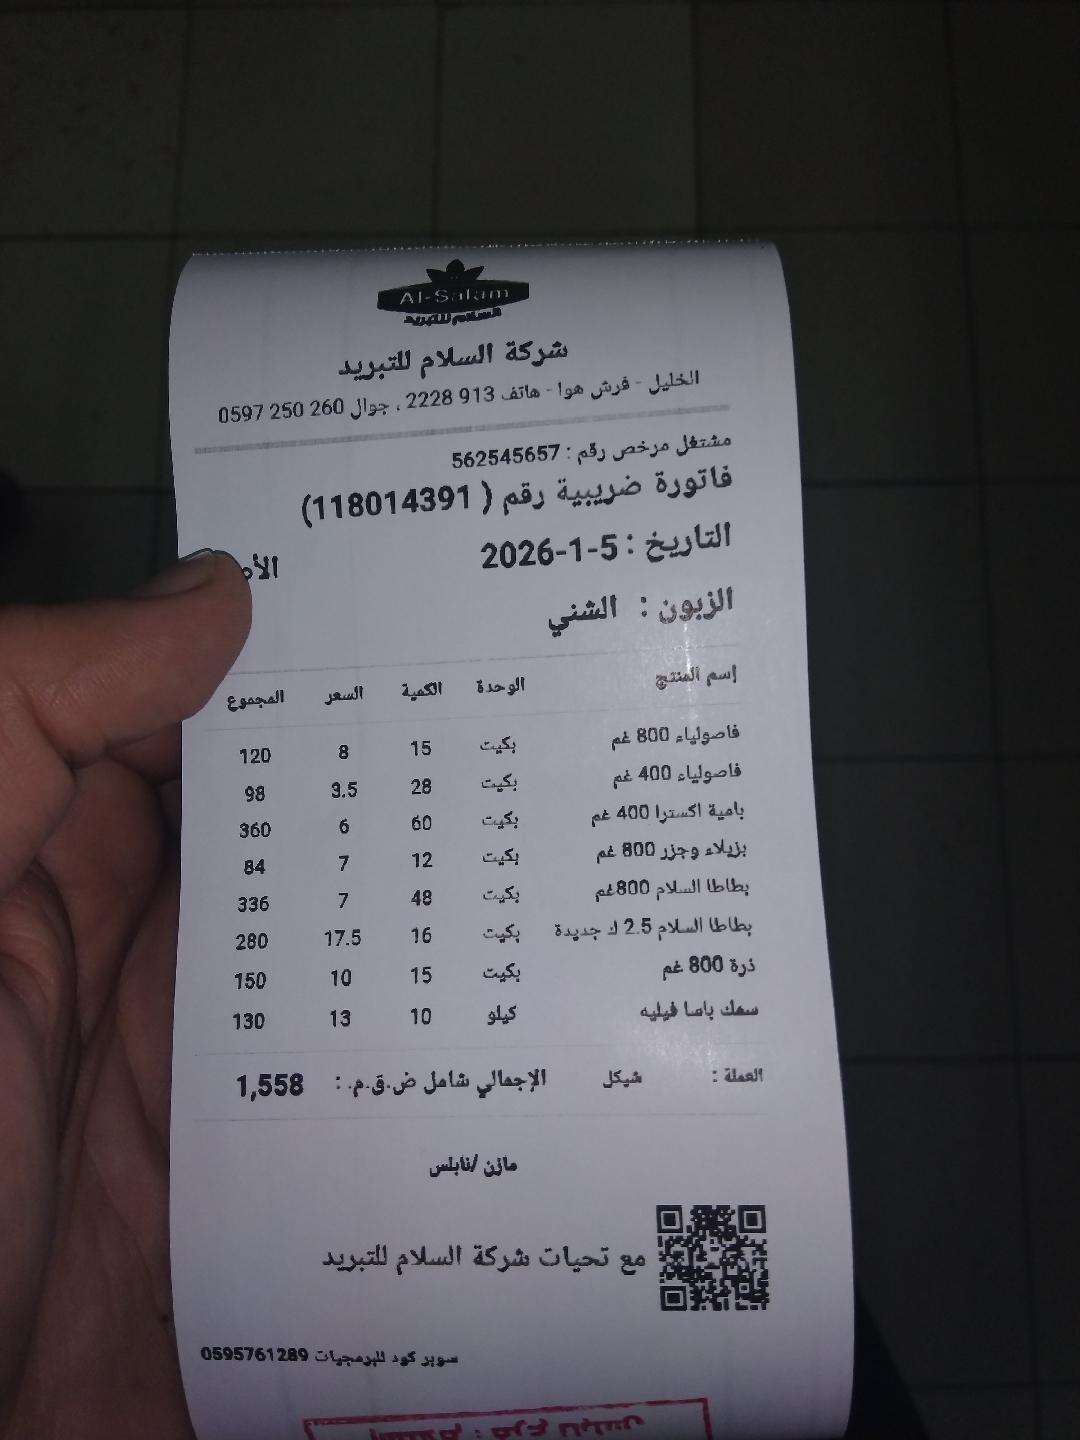 Al-Salam
السلام للتبريد
شركة السلام للتبريد
الخليل - فرش هوا - هاتف 913 2228 ، جوال 260 250 0597
مشتغل مرخص رقم : 562545657
فاتورة ضريبية رقم ( 118014391)
التاريخ : 5-1-2026
الزبون : الشني
إسم المنتج الوحدة الكمية السعر المجموع
فاصولياء 800 غم بكيت 15 8 120
فاصولياء 400 غم بكيت 28 3.5 98
بامية اكسترا 400 غم بكيت 60 6 360
بزيلاء وجزر 800 غم بكيت 12 7 84
بطاطا السلام 800غم بكيت 48 7 336
بطاطا السلام 2.5 ك جديدة بكيت 16 17.5 280
ذرة 800 غم بكيت 15 10 150
سمك باسا فيليه كيلو 10 13 130
العملة : شيكل الإجمالي شامل ض.ق.م. : 1,558
مازن /نابلس
مع تحيات شركة السلام للتبريد
سوبر كود للبرمجيات 0595761289